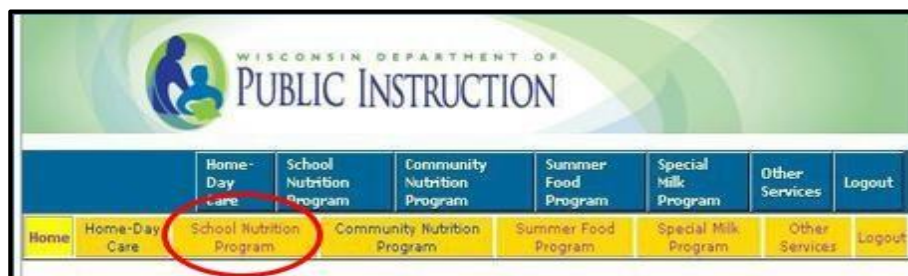 WISCONSIN DEPARTMENT OF
PUBLIC INSTRUCTION
Home-Day Care School Nutrition Program Community Nutrition Program Summer Food Program Special Milk Program Other Services Logout
Home Home-Day Care School Nutrition Program Community Nutrition Program Summer Food Program Special Milk Program Other Services Logout